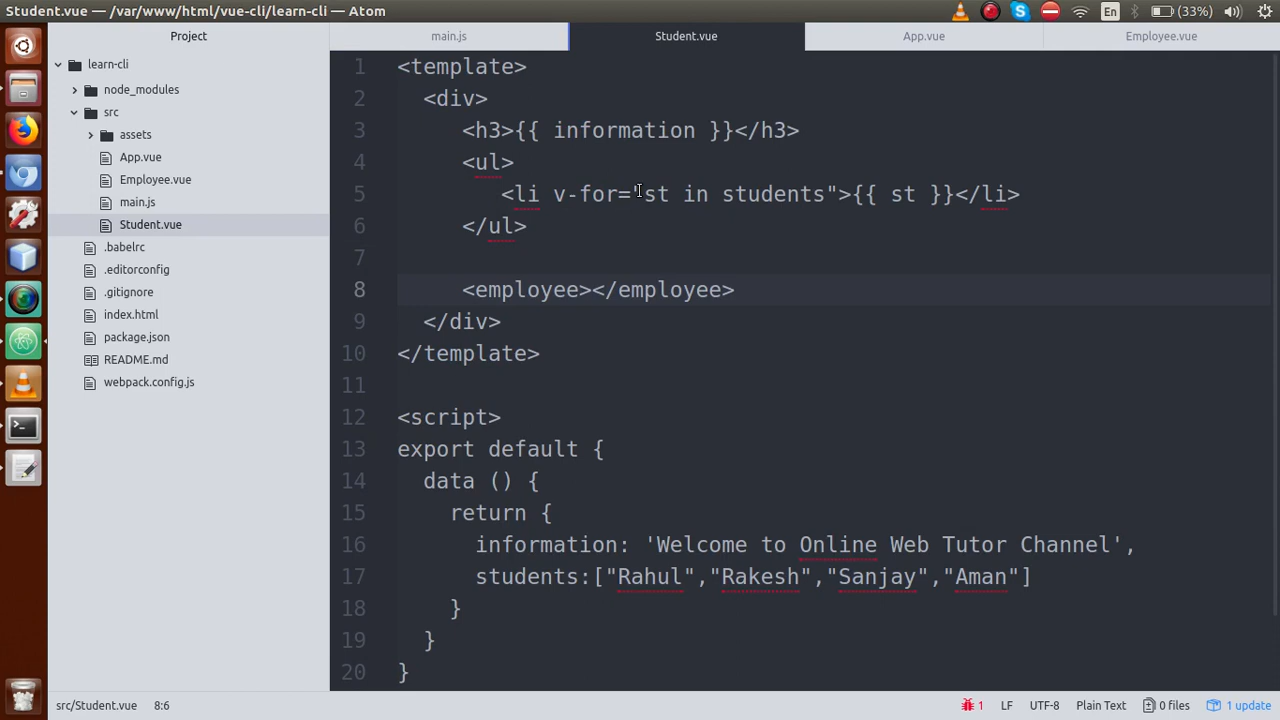 Student.vue — /var/www/html/vue-cli/learn-cli — Atom
En
(33%)
Project
main.js
Student.vue
App.vue
Employee.vue
learn-cli
node_modules
src
assets
App.vue
Employee.vue
main.js
Student.vue
.babelrc
.editorconfig
.gitignore
index.html
package.json
README.md
webpack.config.js
1 <template>
2 <div>
3 <h3>{{ information }}</h3>
4 <ul>
5 <li v-for="st in students">{{ st }}</li>
6 </ul>
7
8 <employee></employee>
9 </div>
10 </template>
11
12 <script>
13 export default {
14 data () {
15 return {
16 information: 'Welcome to Online Web Tutor Channel',
17 students:["Rahul","Rakesh","Sanjay","Aman"]
18 }
19 }
20 }
src/Student.vue 8:6
1 LF UTF-8 Plain Text 0 files 1 update